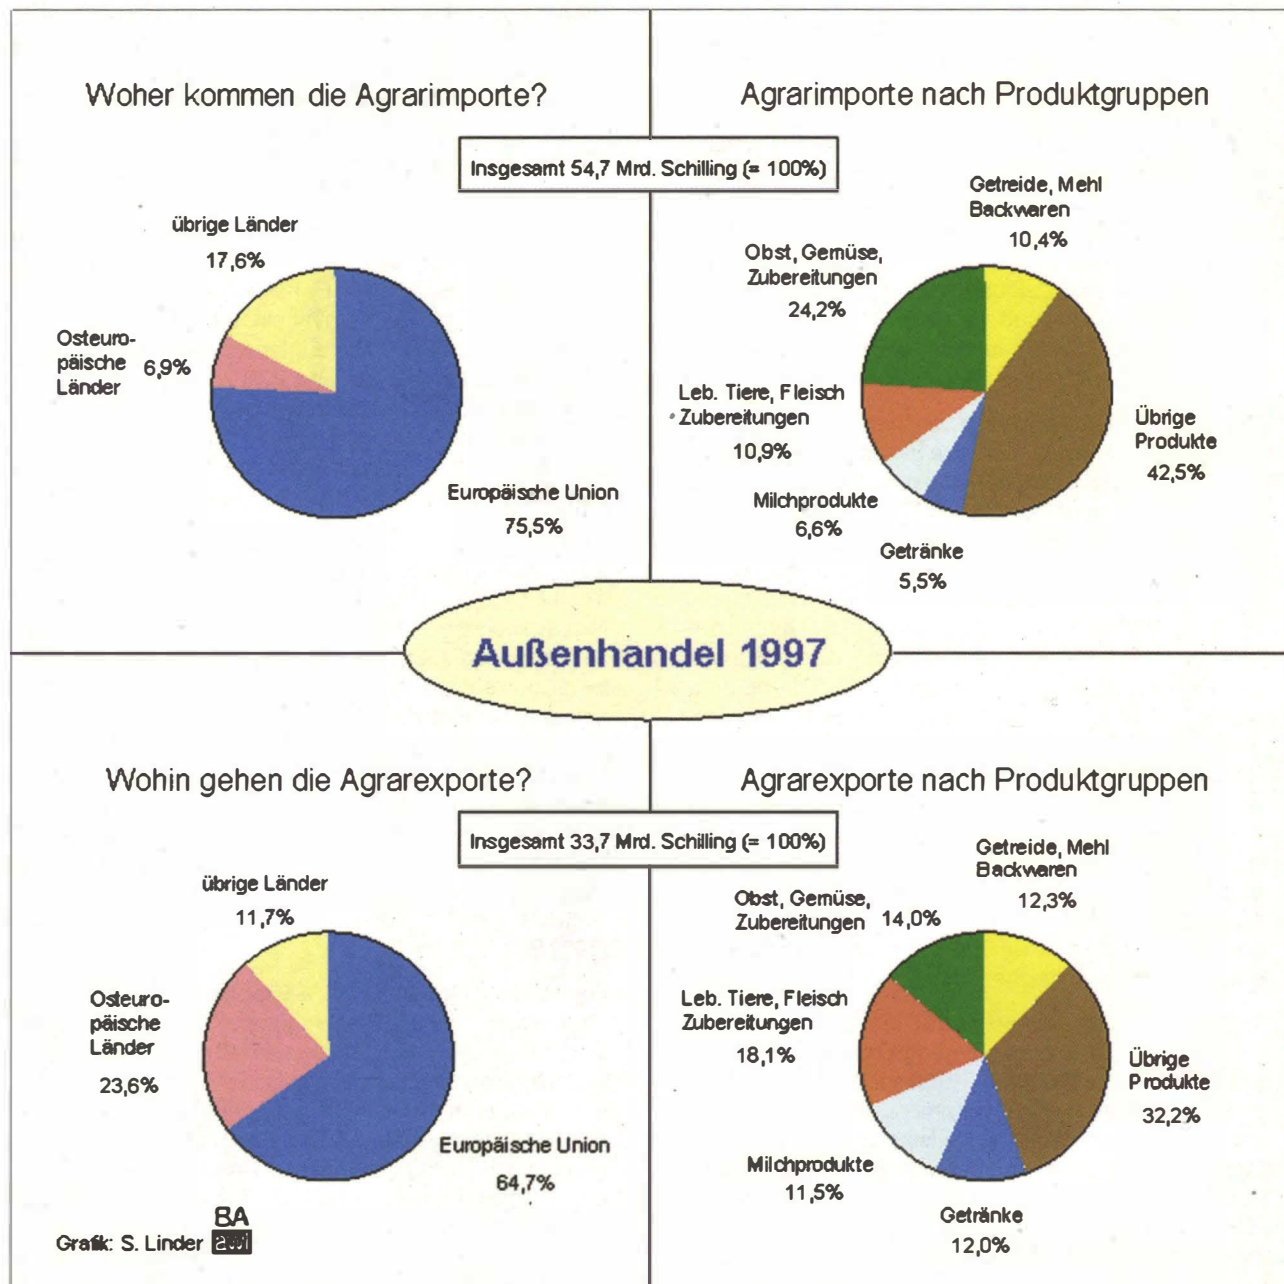 Woher kommen die Agrarimporte?
Agrarimporte nach Produktgruppen
Insgesamt 54,7 Mrd. Schilling (= 100%)
übrige Länder
17,6%
Osteuro-
päische
Länder
6,9%
Europäische Union
75,5%
Getreide, Mehl
Backwaren
10,4%
Obst, Gemüse,
Zubereitungen
24,2%
Leb. Tiere, Fleisch
Zubereitungen
10,9%
Milchprodukte
6,6%
Getränke
5,5%
Übrige
Produkte
42,5%
Außenhandel 1997
Wohin gehen die Agrarexporte?
Agrarexporte nach Produktgruppen
Insgesamt 33,7 Mrd. Schilling (= 100%)
übrige Länder
11,7%
Osteuro-
päische
Länder
23,6%
Europäische Union
64,7%
Getreide, Mehl
Backwaren
12,3%
Obst, Gemüse,
Zubereitungen
14,0%
Leb. Tiere, Fleisch
Zubereitungen
18,1%
Milchprodukte
11,5%
Getränke
12,0%
Übrige
Produkte
32,2%
BA
Grafik: S. Linder